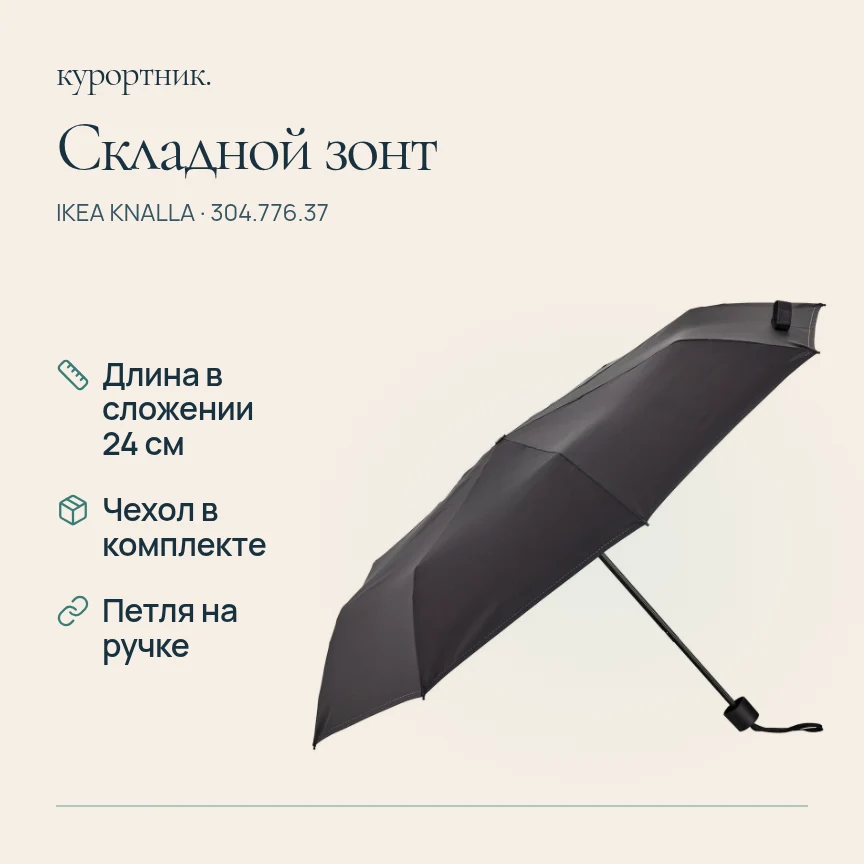 курортник.
Складной зонт
IKEA KNALLA · 304.776.37
Длина в
сложении
24 см
Чехол в
комплекте
Петля на
ручке